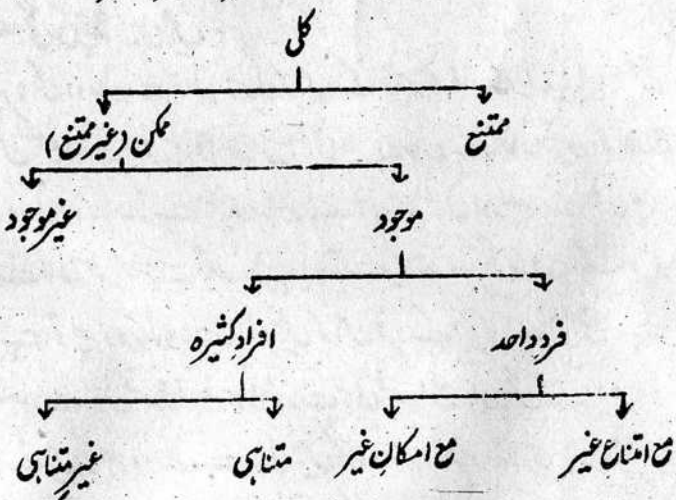 کلی
ممتنع ممکن (غیر ممتنع)
موجود غیر موجود
فرد واحد افراد کثیرہ
مع امتناع غیر مع امکان غیر متناہی غیر متناہی